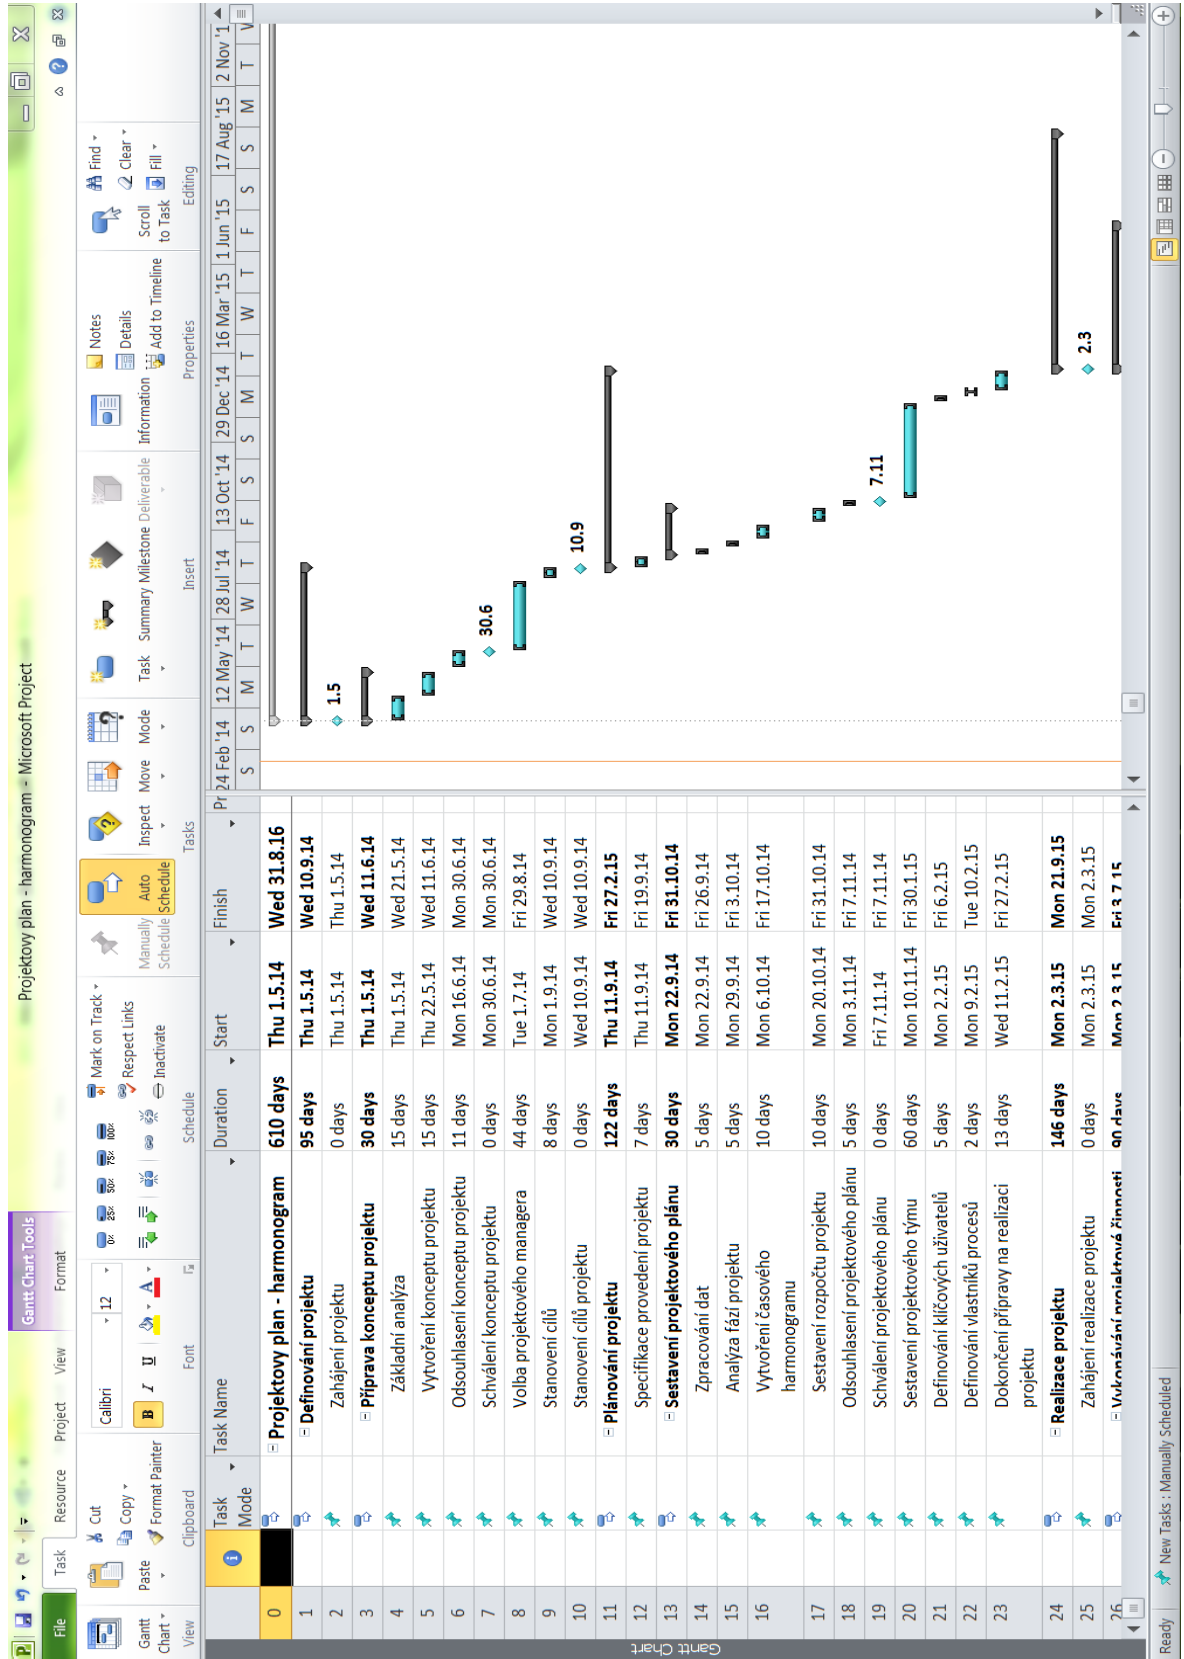 Projektovy plan - harmonogram - Microsoft Project
Gantt Chart Tools
File Task Resource Project View Format
Gantt Chart
View
Paste
Cut
Copy
Format Painter
Clipboard
Calibri 12
B I U A
Font
0% 25% 50% 75% 100%
Mark on Track
Respect Links
Inactivate
Schedule
Manually Schedule
Auto Schedule
Inspect Move Mode
Tasks
Task Summary Milestone Deliverable
Insert
Information
Notes
Details
Add to Timeline
Properties
Scroll to Task
Find
Clear
Fill
Editing
Task Mode Task Name Duration Start Finish Pr
24 Feb '14 12 May '14 28 Jul '14 13 Oct '14 29 Dec '14 16 Mar '15 1 Jun '15 17 Aug '15 2 Nov '1
S S M T W T F S S M T W T F S S M T
0 Projektovy plan - harmonogram 610 days Thu 1.5.14 Wed 31.8.16
1 Definování projektu 95 days Thu 1.5.14 Wed 10.9.14
2 Zahájení projektu 0 days Thu 1.5.14 Thu 1.5.14 1.5
3 Příprava konceptu projektu 30 days Thu 1.5.14 Wed 11.6.14
4 Základní analýza 15 days Thu 1.5.14 Wed 21.5.14
5 Vytvoření konceptu projektu 15 days Thu 22.5.14 Wed 11.6.14
6 Odsouhlasení konceptu projektu 11 days Mon 16.6.14 Mon 30.6.14
7 Schválení konceptu projektu 0 days Mon 30.6.14 Mon 30.6.14 30.6
8 Volba projektového managera 44 days Tue 1.7.14 Fri 29.8.14
9 Stanovení cílů 8 days Mon 1.9.14 Wed 10.9.14
10 Stanovení cílů projektu 0 days Wed 10.9.14 Wed 10.9.14 10.9
11 Plánování projektu 122 days Thu 11.9.14 Fri 27.2.15
12 Specifikace provedení projektu 7 days Thu 11.9.14 Fri 19.9.14
13 Sestavení projektového plánu 30 days Mon 22.9.14 Fri 31.10.14
14 Zpracování dat 5 days Mon 22.9.14 Fri 26.9.14
15 Analýza fází projektu 5 days Mon 29.9.14 Fri 3.10.14
16 Vytvoření časového 10 days Mon 6.10.14 Fri 17.10.14
harmonogramu
17 Sestavení rozpočtu projektu 10 days Mon 20.10.14 Fri 31.10.14
18 Odsouhlasení projektového plánu 5 days Mon 3.11.14 Fri 7.11.14
19 Schválení projektového plánu 0 days Fri 7.11.14 Fri 7.11.14 7.11
20 Sestavení projektového týmu 60 days Mon 10.11.14 Fri 30.1.15
21 Definování klíčových uživatelů 5 days Mon 2.2.15 Fri 6.2.15
22 Definování vlastníků procesů 2 days Mon 9.2.15 Tue 10.2.15
23 Dokončení přípravy na realizaci 13 days Wed 11.2.15 Fri 27.2.15
projektu
24 Realizace projektu 146 days Mon 2.3.15 Mon 21.9.15
25 Zahájení realizace projektu 0 days Mon 2.3.15 Mon 2.3.15 2.3
26 Vykonávání projektové činnosti 90 days Mon 2.3.15 Fri 3.7.15
Gantt Chart
Ready New Tasks : Manually Scheduled